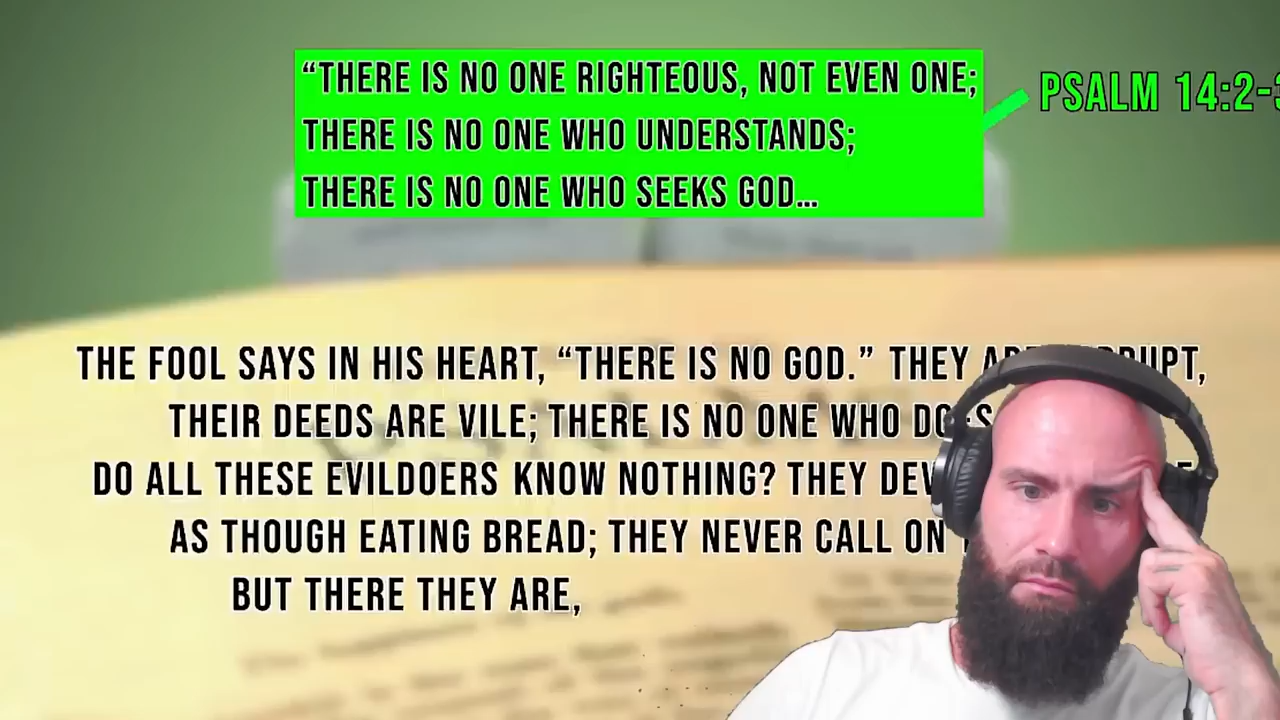 “THERE IS NO ONE RIGHTEOUS, NOT EVEN ONE;
THERE IS NO ONE WHO UNDERSTANDS;
THERE IS NO ONE WHO SEEKS GOD...
PSALM 14:2-3
THE FOOL SAYS IN HIS HEART, “THERE IS NO GOD.” THEY
THEIR DEEDS ARE VILE; THERE IS NO ONE WHO
DO ALL THESE EVILDOERS KNOW NOTHING? THEY
AS THOUGH EATING BREAD; THEY NEVER CALL ON
BUT THERE THEY ARE,